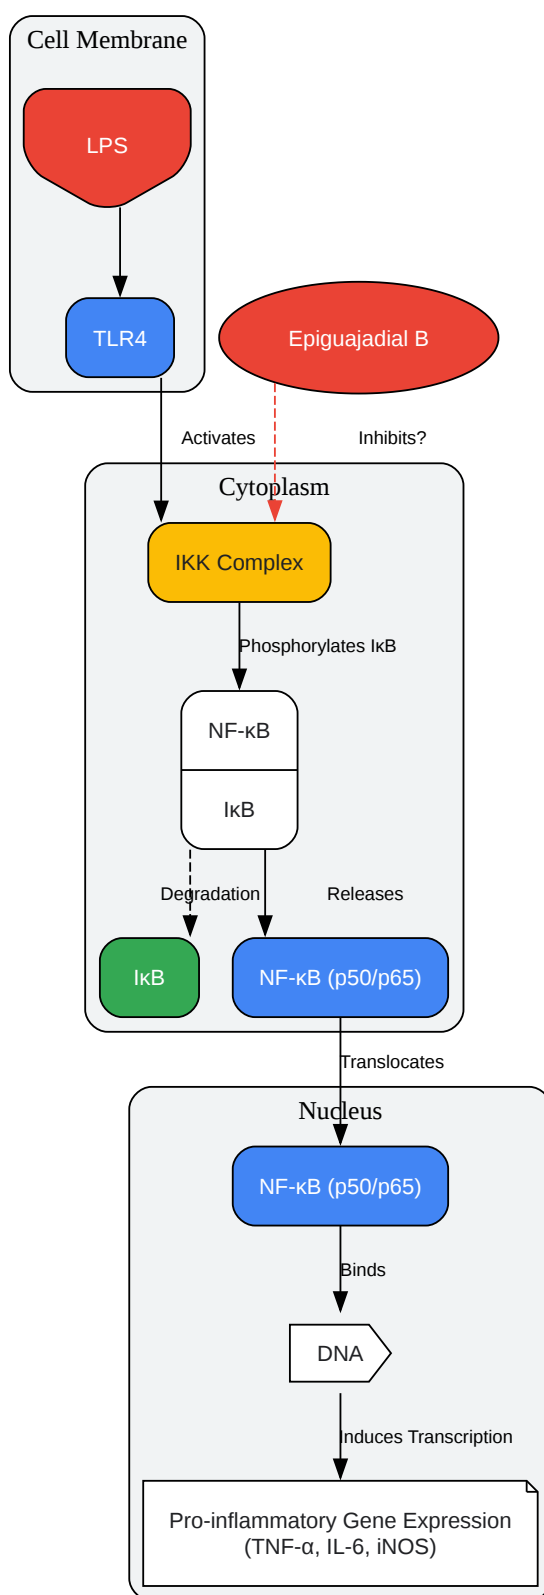 Cell Membrane
LPS
TLR4
Epiguajadial B
Activates
Inhibits?
Cytoplasm
IKK Complex
Phosphorylates IκB
NF-κB
IκB
Degradation
Releases
IκB
NF-κB (p50/p65)
Translocates
Nucleus
NF-κB (p50/p65)
Binds
DNA
Induces Transcription
Pro-inflammatory Gene Expression
(TNF-α, IL-6, iNOS)